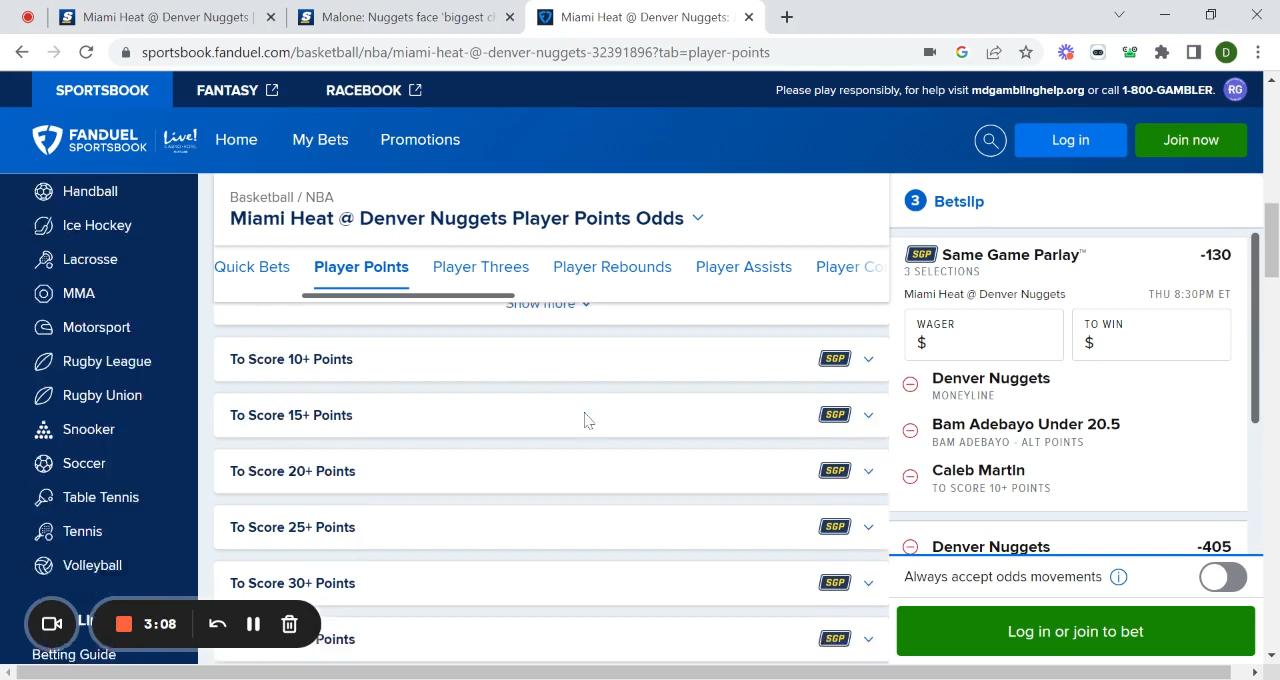 Miami Heat @ Denver Nuggets |
Malone: Nuggets face 'biggest ch
Miami Heat @ Denver Nuggets:
sportsbook.fanduel.com/basketball/nba/miami-heat-@-denver-nuggets-32391896?tab=player-points
D
SPORTSBOOK
FANTASY
RACEBOOK
Please play responsibly, for help visit mdgamblinghelp.org or call 1-800-GAMBLER.
RG
FANDUEL
SPORTSBOOK
Live!
Home
My Bets
Promotions
Log in
Join now
Handball
Ice Hockey
Lacrosse
MMA
Motorsport
Rugby League
Rugby Union
Snooker
Soccer
Table Tennis
Tennis
Volleyball
Betting Guide
3:08
Basketball / NBA
Miami Heat @ Denver Nuggets Player Points Odds
Quick Bets
Player Points
Player Threes
Player Rebounds
Player Assists
Player Co
Show more
To Score 10+ Points
SGP
To Score 15+ Points
SGP
To Score 20+ Points
SGP
To Score 25+ Points
SGP
To Score 30+ Points
SGP
Points
SGP
3 Betslip
SGP Same Game Parlay™ -130
3 SELECTIONS
Miami Heat @ Denver Nuggets THU 8:30PM ET
WAGER
$
TO WIN
$
Denver Nuggets
MONEYLINE
Bam Adebayo Under 20.5
BAM ADEBAYO - ALT POINTS
Caleb Martin
TO SCORE 10+ POINTS
Denver Nuggets -405
Always accept odds movements
Log in or join to bet